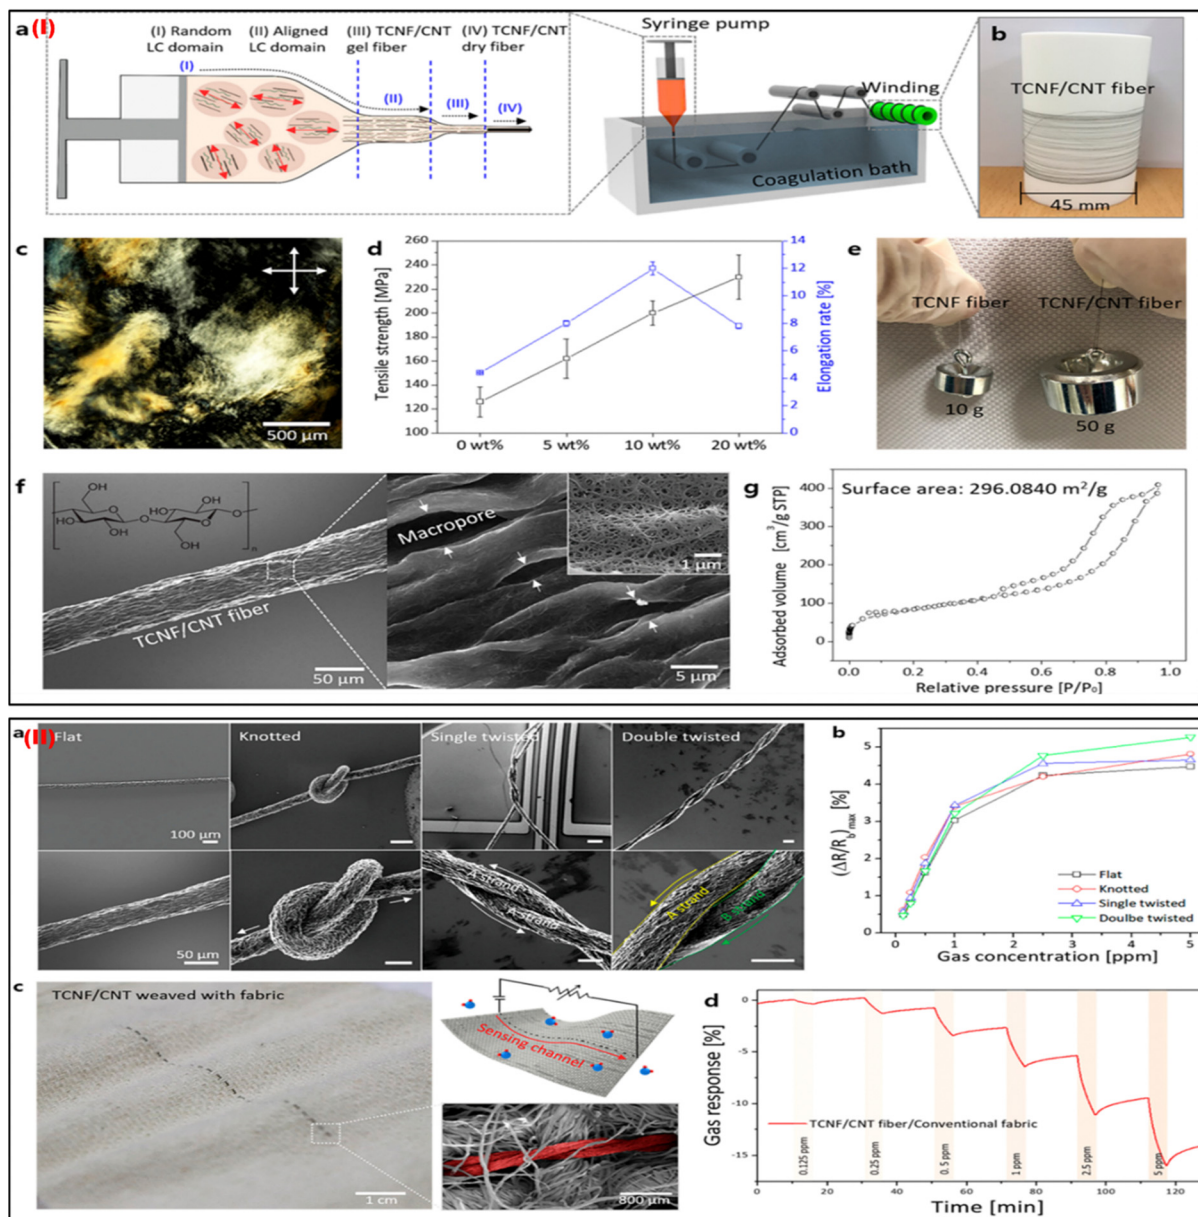 a(I)
(I) Random
LC domain
(II) Aligned
LC domain
(III) TCNF/CNT
gel fiber
(IV) TCNF/CNT
dry fiber
(I)
(II)
(III)
(IV)
Syringe pump
Winding
Coagulation bath
b
TCNF/CNT fiber
45 mm
c
500 µm
d
Tensile strength [MPa]
260
240
220
200
180
160
140
120
100
14
12
10
8
6
4
2
0
Elongation rate [%]
0 wt%
5 wt%
10 wt%
20 wt%
e
TCNF fiber
TCNF/CNT fiber
10 g
50 g
f
OH
HO
OH
O
O
HO
OH
O
O
OH
OH
n
TCNF/CNT fiber
50 µm
Macropore
1 µm
5 µm
g
Surface area: 296.0840 m²/g
Adsorbed volume [cm³/g STP]
400
300
200
100
0
0.0
0.2
0.4
0.6
0.8
1.0
Relative pressure [P/P₀]
a(II)
Flat
Knotted
Single twisted
Double twisted
100 µm
50 µm
A strand
A strand
A strand
B strand
b
(ΔR/Rb)max [%]
5
4
3
2
1
0
Flat
Knotted
Single twisted
Doulbe twisted
0
1
2
3
4
5
Gas concentration [ppm]
c
TCNF/CNT weaved with fabric
1 cm
Sensing channel
800 µm
d
Gas response [%]
0
-5
-10
-15
TCNF/CNT fiber/Conventional fabric
0.125 ppm
0.25 ppm
0. 5 ppm
1 ppm
2.5 ppm
5 ppm
0
20
40
60
80
100
120
Time [min]